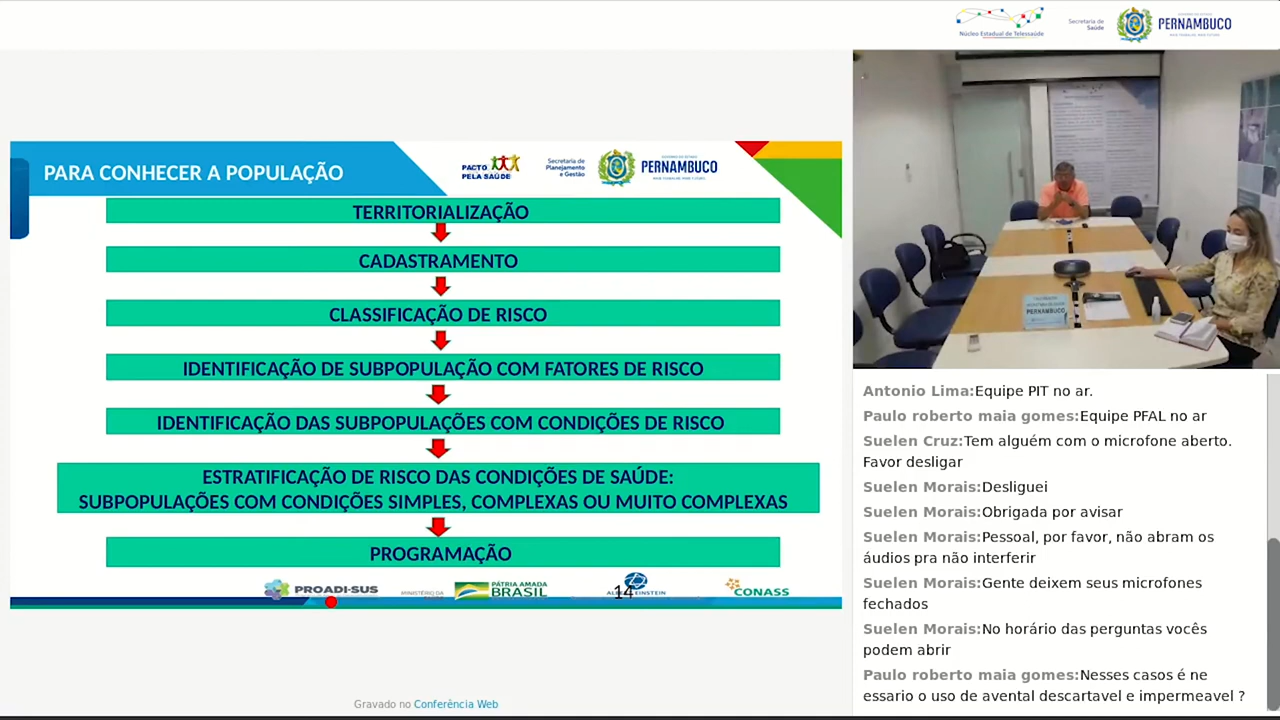 Núcleo Estadual de Telessaúde
Secretaria de
Saúde
PERNAMBUCO
PARA CONHECER A POPULAÇÃO
PACTO
PELA SAÚDE
Secretaria de
Planejamento
e Gestão
PERNAMBUCO
TERRITORIALIZAÇÃO
CADASTRAMENTO
CLASSIFICAÇÃO DE RISCO
IDENTIFICAÇÃO DE SUBPOPULAÇÃO COM FATORES DE RISCO
IDENTIFICAÇÃO DAS SUBPOPULAÇÕES COM CONDIÇÕES DE RISCO
ESTRATIFICAÇÃO DE RISCO DAS CONDIÇÕES DE SAÚDE:
SUBPOPULAÇÕES COM CONDIÇÕES SIMPLES, COMPLEXAS OU MUITO COMPLEXAS
PROGRAMAÇÃO
PROADI-SUS
MINISTÉRIO DA
PÁTRIA AMADA
BRASIL
EINSTEIN
14
CONASS
Gravado no Conferência Web
PERNAMBUCO
Antonio Lima:Equipe PIT no ar.
Paulo roberto maia gomes:Equipe PFAL no ar
Suelen Cruz:Tem alguém com o microfone aberto.
Favor desligar
Suelen Morais:Desliguei
Suelen Morais:Obrigada por avisar
Suelen Morais:Pessoal, por favor, não abram os
áudios pra não interferir
Suelen Morais:Gente deixem seus microfones
fechados
Suelen Morais:No horário das perguntas vocês
podem abrir
Paulo roberto maia gomes:Nesses casos é ne
essario o uso de avental descartavel e impermeavel ?